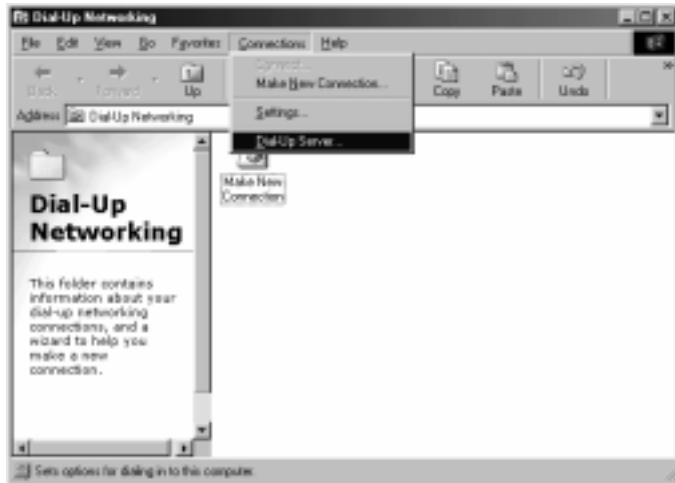 Dial-Up Networking
File Edit View Go Favorites Connections Help
Connect...
Make New Connection...
Settings...
Dial-Up Server...
Back Forward Up Copy Paste Undo
Address Dial-Up Networking
Make New
Connection
Dial-Up
Networking
This folder contains
information about your
dial-up networking
connections, and a
wizard to help you
make a new
connection.
Sets options for dialing in to this computer.